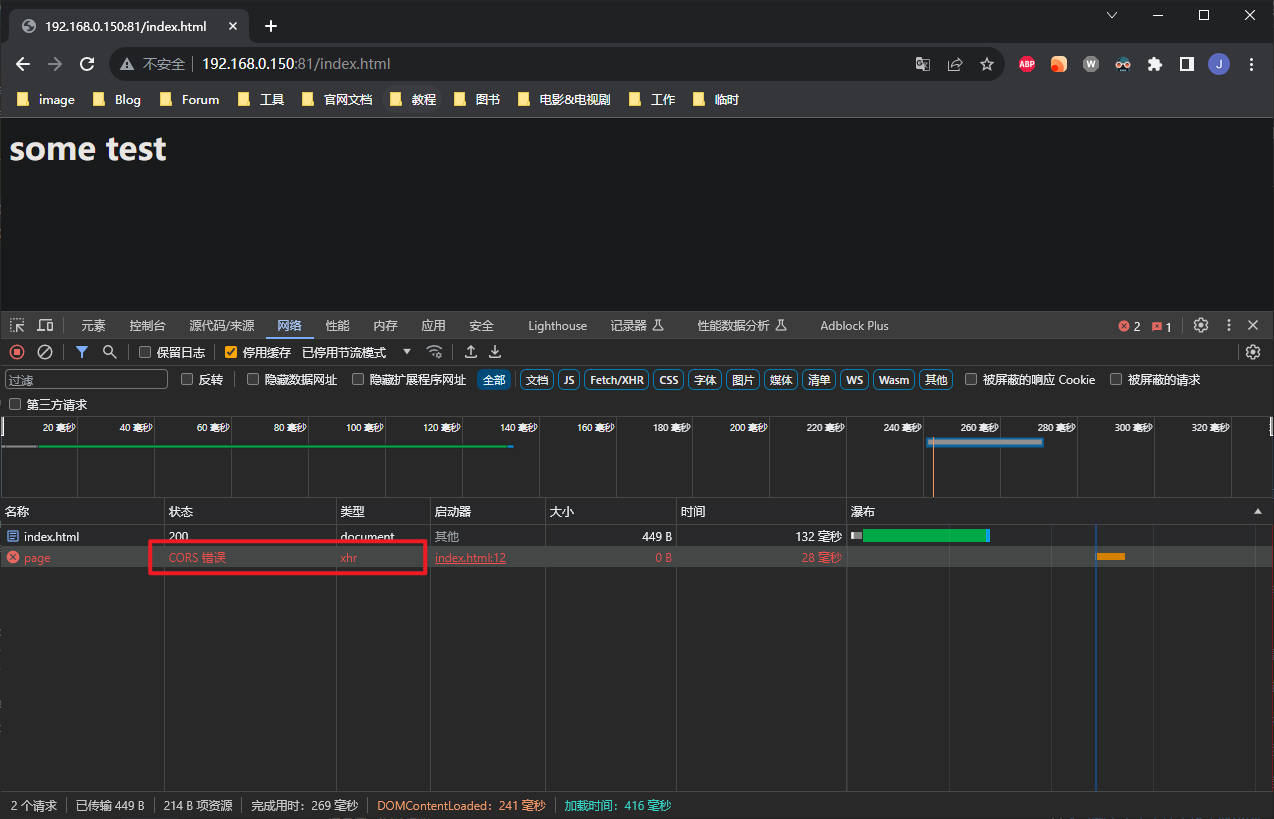 192.168.0.150:81/index.html
不安全 192.168.0.150:81/index.html ABP W J
image Blog Forum 工具 官网文档 教程 图书 电影&电视剧 工作 临时
some test
元素 控制台 源代码/来源 网络 性能 内存 应用 安全 Lighthouse 记录器 性能数据分析 Adblock Plus 2 1
保留日志 停用缓存 已停用节流模式
过滤 反转 隐藏数据网址 隐藏扩展程序网址 全部 文档 JS Fetch/XHR CSS 字体 图片 媒体 清单 WS Wasm 其他 被屏蔽的响应 Cookie 被屏蔽的请求
第三方请求
20 毫秒 40 毫秒 60 毫秒 80 毫秒 100 毫秒 120 毫秒 140 毫秒 160 毫秒 180 毫秒 200 毫秒 220 毫秒 240 毫秒 260 毫秒 280 毫秒 300 毫秒 320 毫秒
名称 状态 类型 启动器 大小 时间 瀑布
index.html 200 document 其他 449 B 132 毫秒
page CORS 错误 xhr index.html:12 0 B 28 毫秒
2 个请求 已传输 449 B 214 B 项资源 完成用时：269 毫秒 DOMContentLoaded：241 毫秒 加载时间：416 毫秒